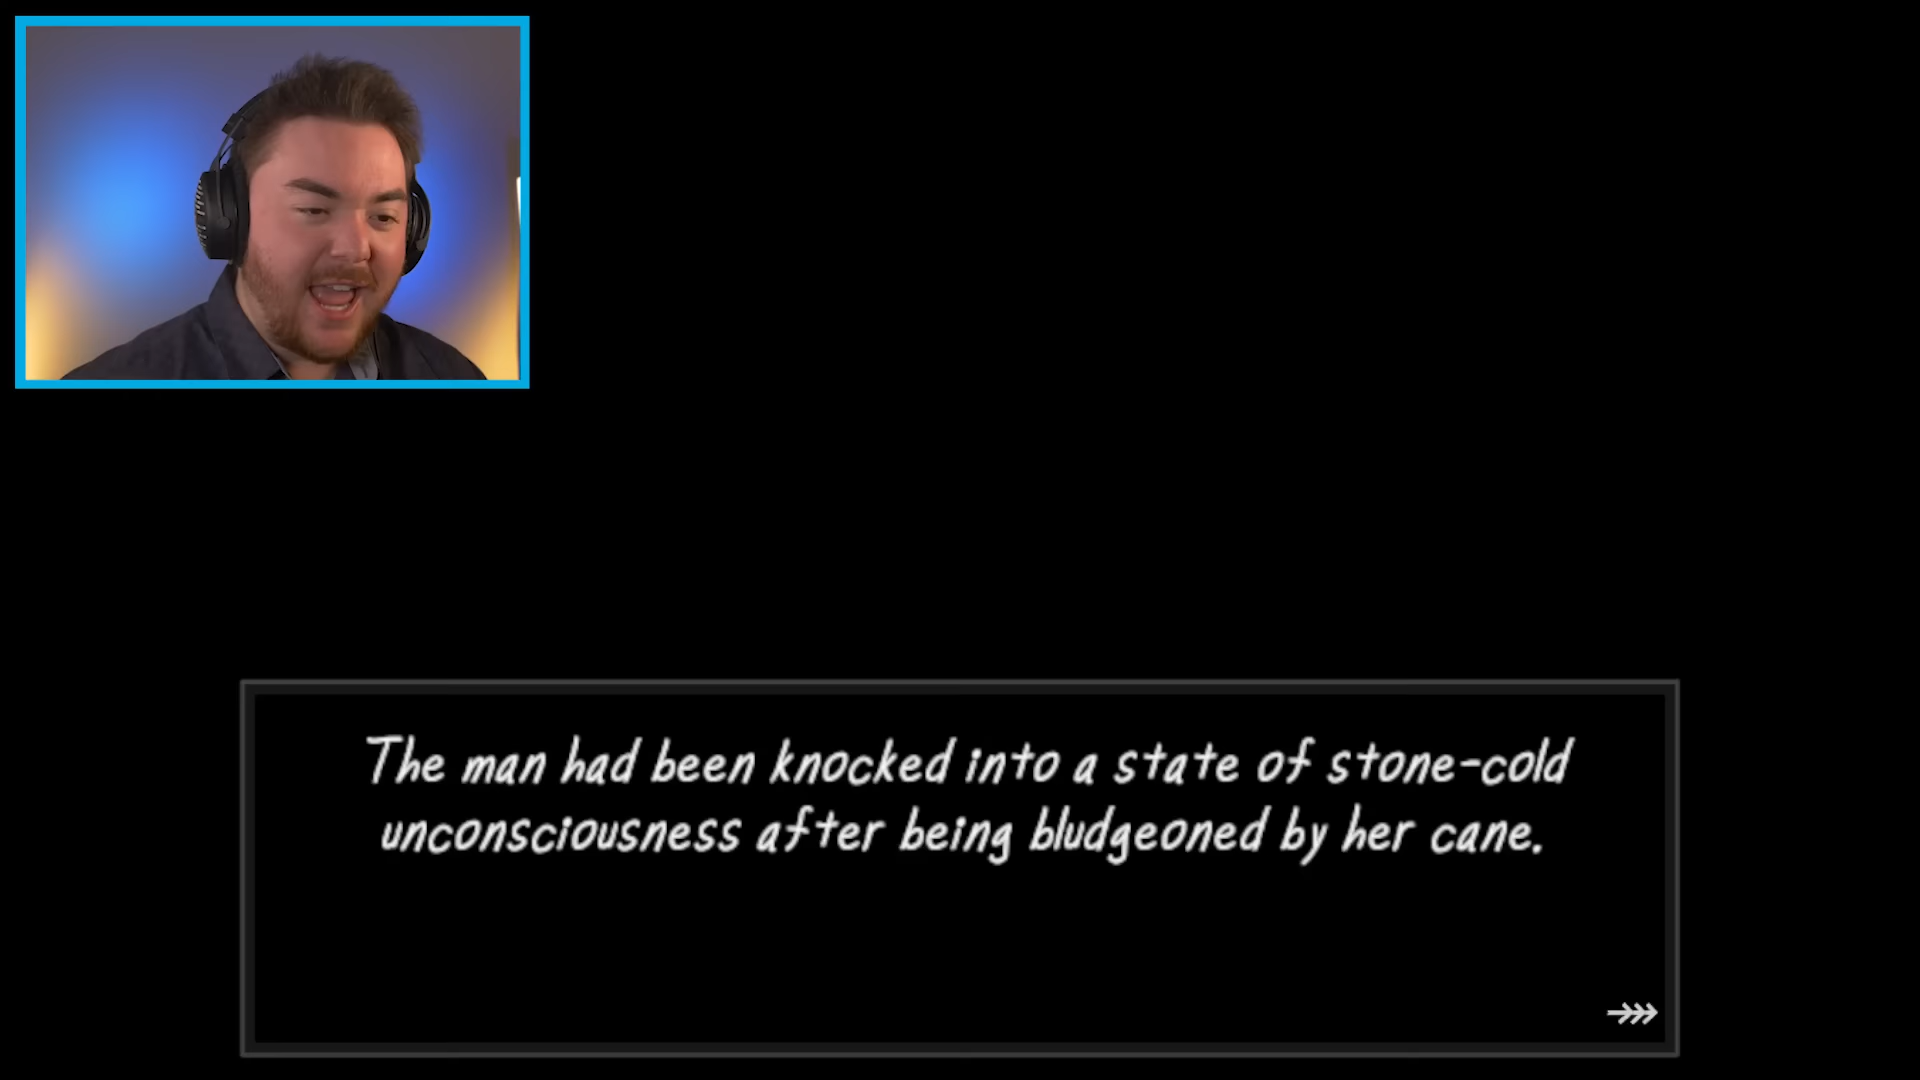 The man had been knocked into a state of stone-cold
unconsciousness after being bludgeoned by her cane.